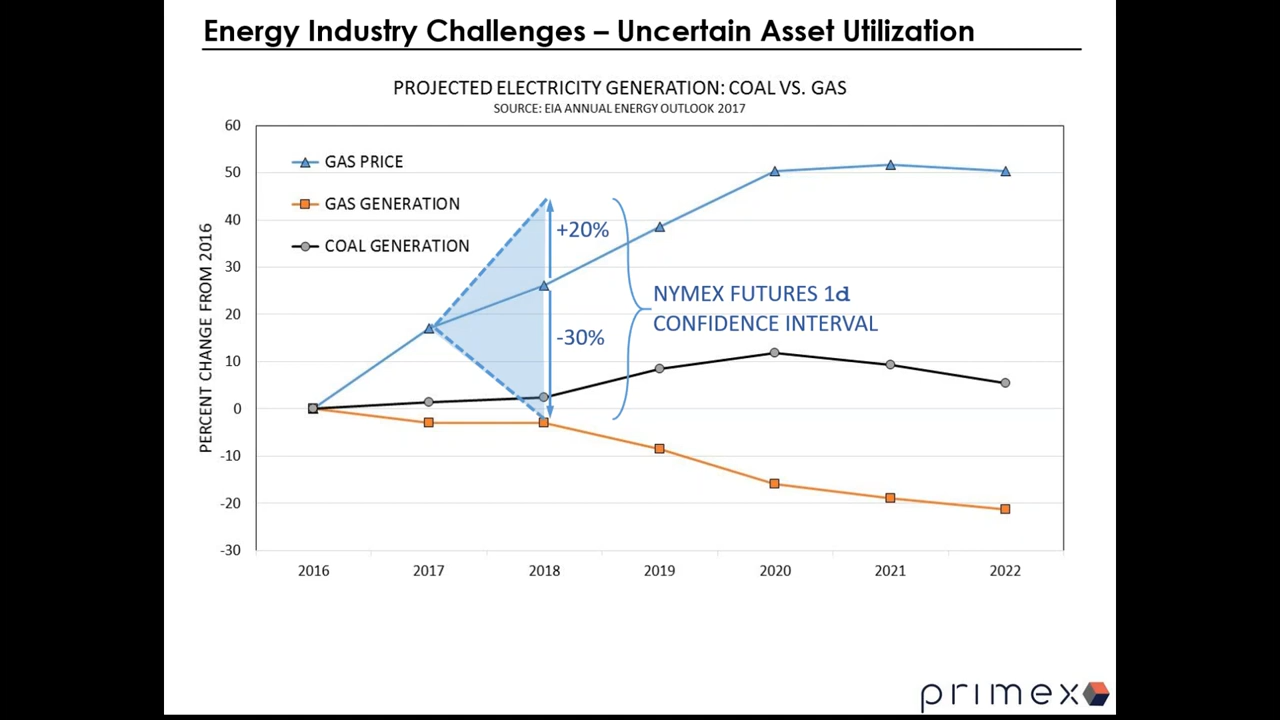 Energy Industry Challenges – Uncertain Asset Utilization
PROJECTED ELECTRICITY GENERATION: COAL VS. GAS
SOURCE: EIA ANNUAL ENERGY OUTLOOK 2017
PERCENT CHANGE FROM 2016
60
50
40
30
20
10
0
-10
-20
-30
GAS PRICE
GAS GENERATION
COAL GENERATION
+20%
-30%
NYMEX FUTURES 1d
CONFIDENCE INTERVAL
2016 2017 2018 2019 2020 2021 2022
primex